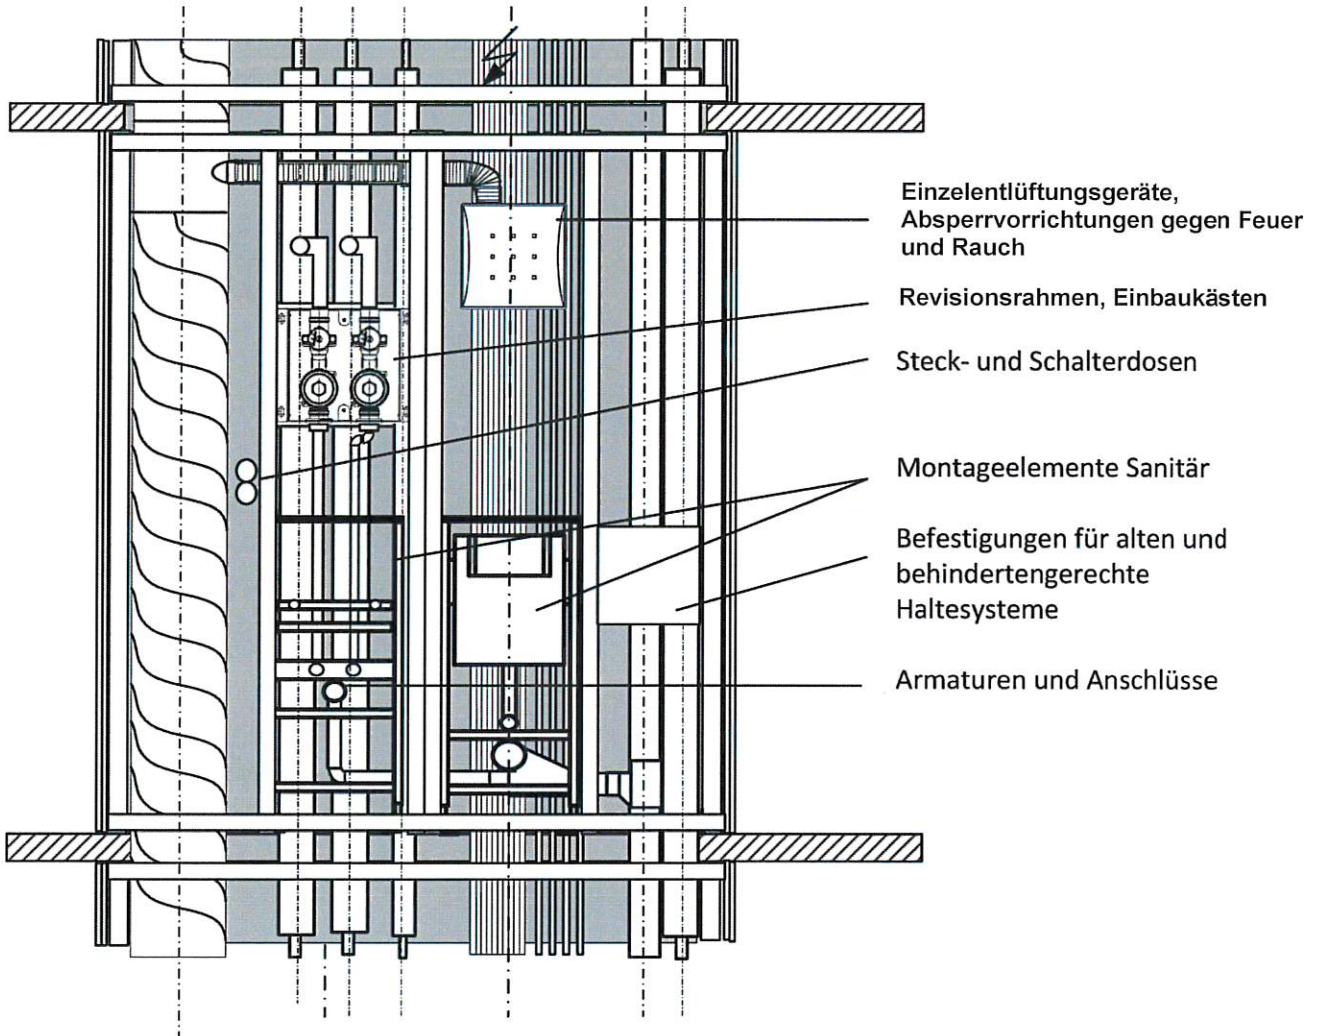 Einzelentlüftungsgeräte,
Absperrvorrichtungen gegen Feuer
und Rauch
Revisionsrahmen, Einbaukästen
Steck- und Schalterdosen
Montageelemente Sanitär
Befestigungen für alten und
behindertengerechte
Haltesysteme
Armaturen und Anschlüsse